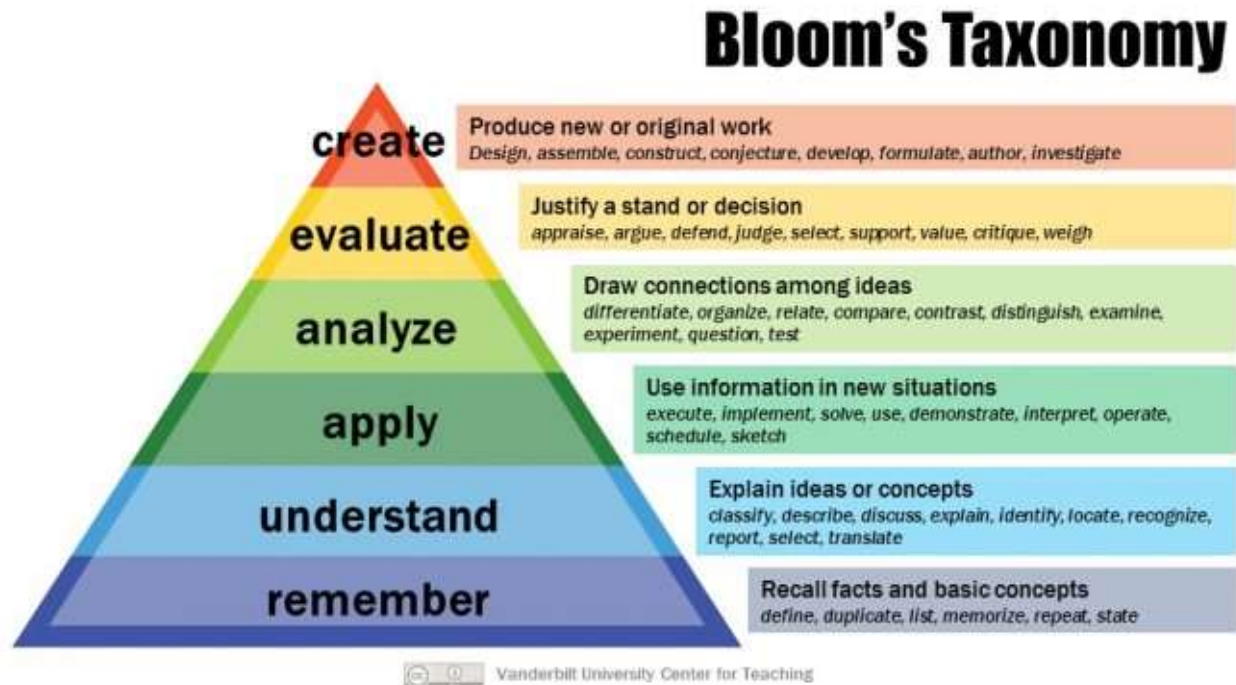 Bloom's Taxonomy
create
Produce new or original work
Design, assemble, construct, conjecture, develop, formulate, author, investigate
evaluate
Justify a stand or decision
appraise, argue, defend, judge, select, support, value, critique, weigh
analyze
Draw connections among ideas
differentiate, organize, relate, compare, contrast, distinguish, examine,
experiment, question, test
apply
Use information in new situations
execute, implement, solve, use, demonstrate, interpret, operate,
schedule, sketch
understand
Explain ideas or concepts
classify, describe, discuss, explain, identify, locate, recognize,
report, select, translate
remember
Recall facts and basic concepts
define, duplicate, list, memorize, repeat, state
cc Vanderbilt University Center for Teaching